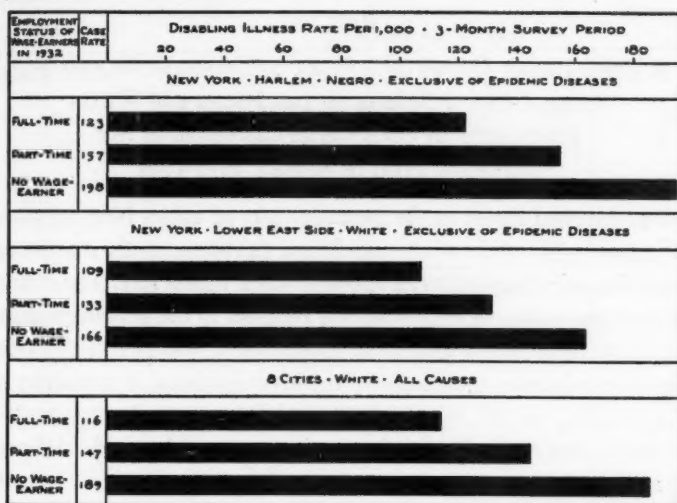 EMPLOYMENT STATUS OF WAGE-EARNERS IN 1932
CASE RATE
DISABLING ILLNESS RATE PER 1,000 · 3-MONTH SURVEY PERIOD
20 40 60 80 100 120 140 160 180
NEW YORK · HARLEM · NEGRO · EXCLUSIVE OF EPIDEMIC DISEASES
FULL-TIME 123
PART-TIME 157
NO WAGE-EARNER 198
NEW YORK · LOWER EAST SIDE · WHITE · EXCLUSIVE OF EPIDEMIC DISEASES
FULL-TIME 109
PART-TIME 133
NO WAGE-EARNER 166
8 CITIES · WHITE · ALL CAUSES
FULL-TIME 116
PART-TIME 147
NO WAGE-EARNER 189